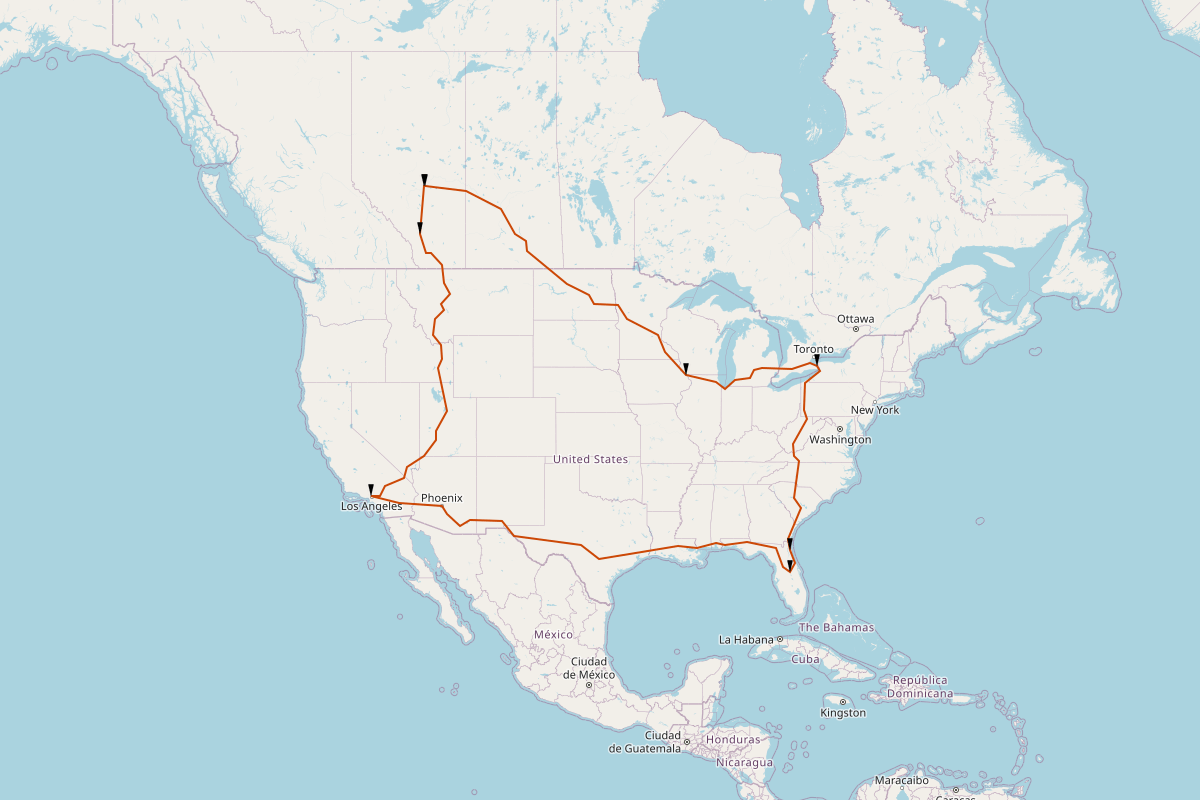 Ottawa
Toronto
New York
Washington
United States
Phoenix
Los Angeles
The Bahamas
México
La Habana
Cuba
Ciudad
de México
República
Dominicana
Kingston
Ciudad
de Guatemala
Honduras
Nicaragua
Maracaibo
Caracas